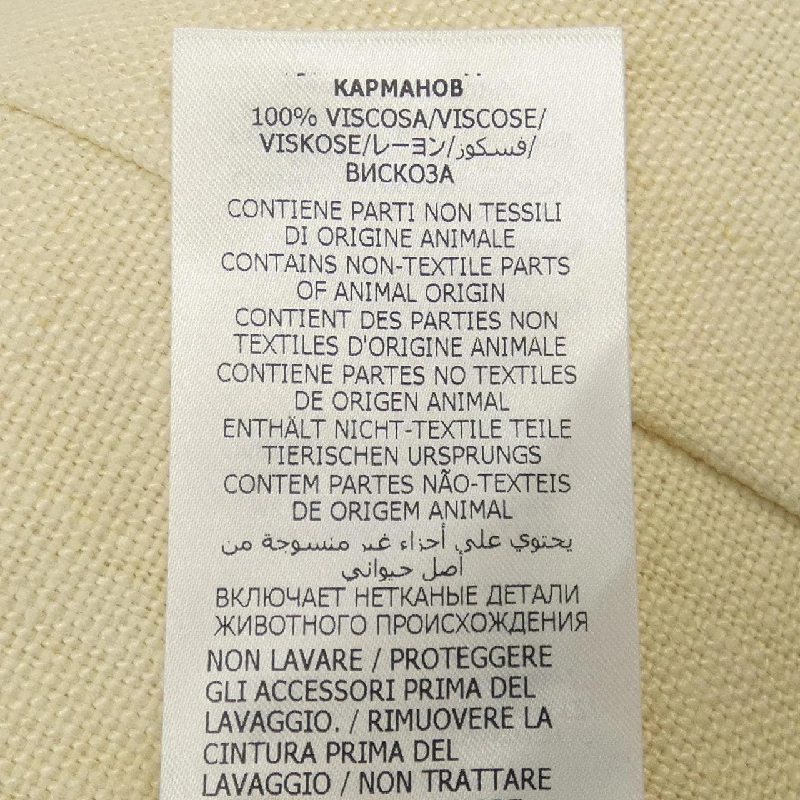 КАРМАНОВ
100% VISCOSA/VISCOSE/
VISKOSE/レーヨン/فسكوز/
ВИСКОЗА
CONTIENE PARTI NON TESSILI
DI ORIGINE ANIMALE
CONTAINS NON-TEXTILE PARTS
OF ANIMAL ORIGIN
CONTIENT DES PARTIES NON
TEXTILES D'ORIGINE ANIMALE
CONTIENE PARTES NO TEXTILES
DE ORIGEN ANIMAL
ENTHÄLT NICHT-TEXTILE TEILE
TIERISCHEN URSPRUNGS
CONTEM PARTES NÃO-TEXTEIS
DE ORIGEM ANIMAL
يحتوي على أجزاء غير منسوجة من
أصل حيواني
ВКЛЮЧАЕТ НЕТКАНЫЕ ДЕТАЛИ
ЖИВОТНОГО ПРОИСХОЖДЕНИЯ
NON LAVARE / PROTEGGERE
GLI ACCESSORI PRIMA DEL
LAVAGGIO. / RIMUOVERE LA
CINTURA PRIMA DEL
LAVAGGIO / NON TRATTARE